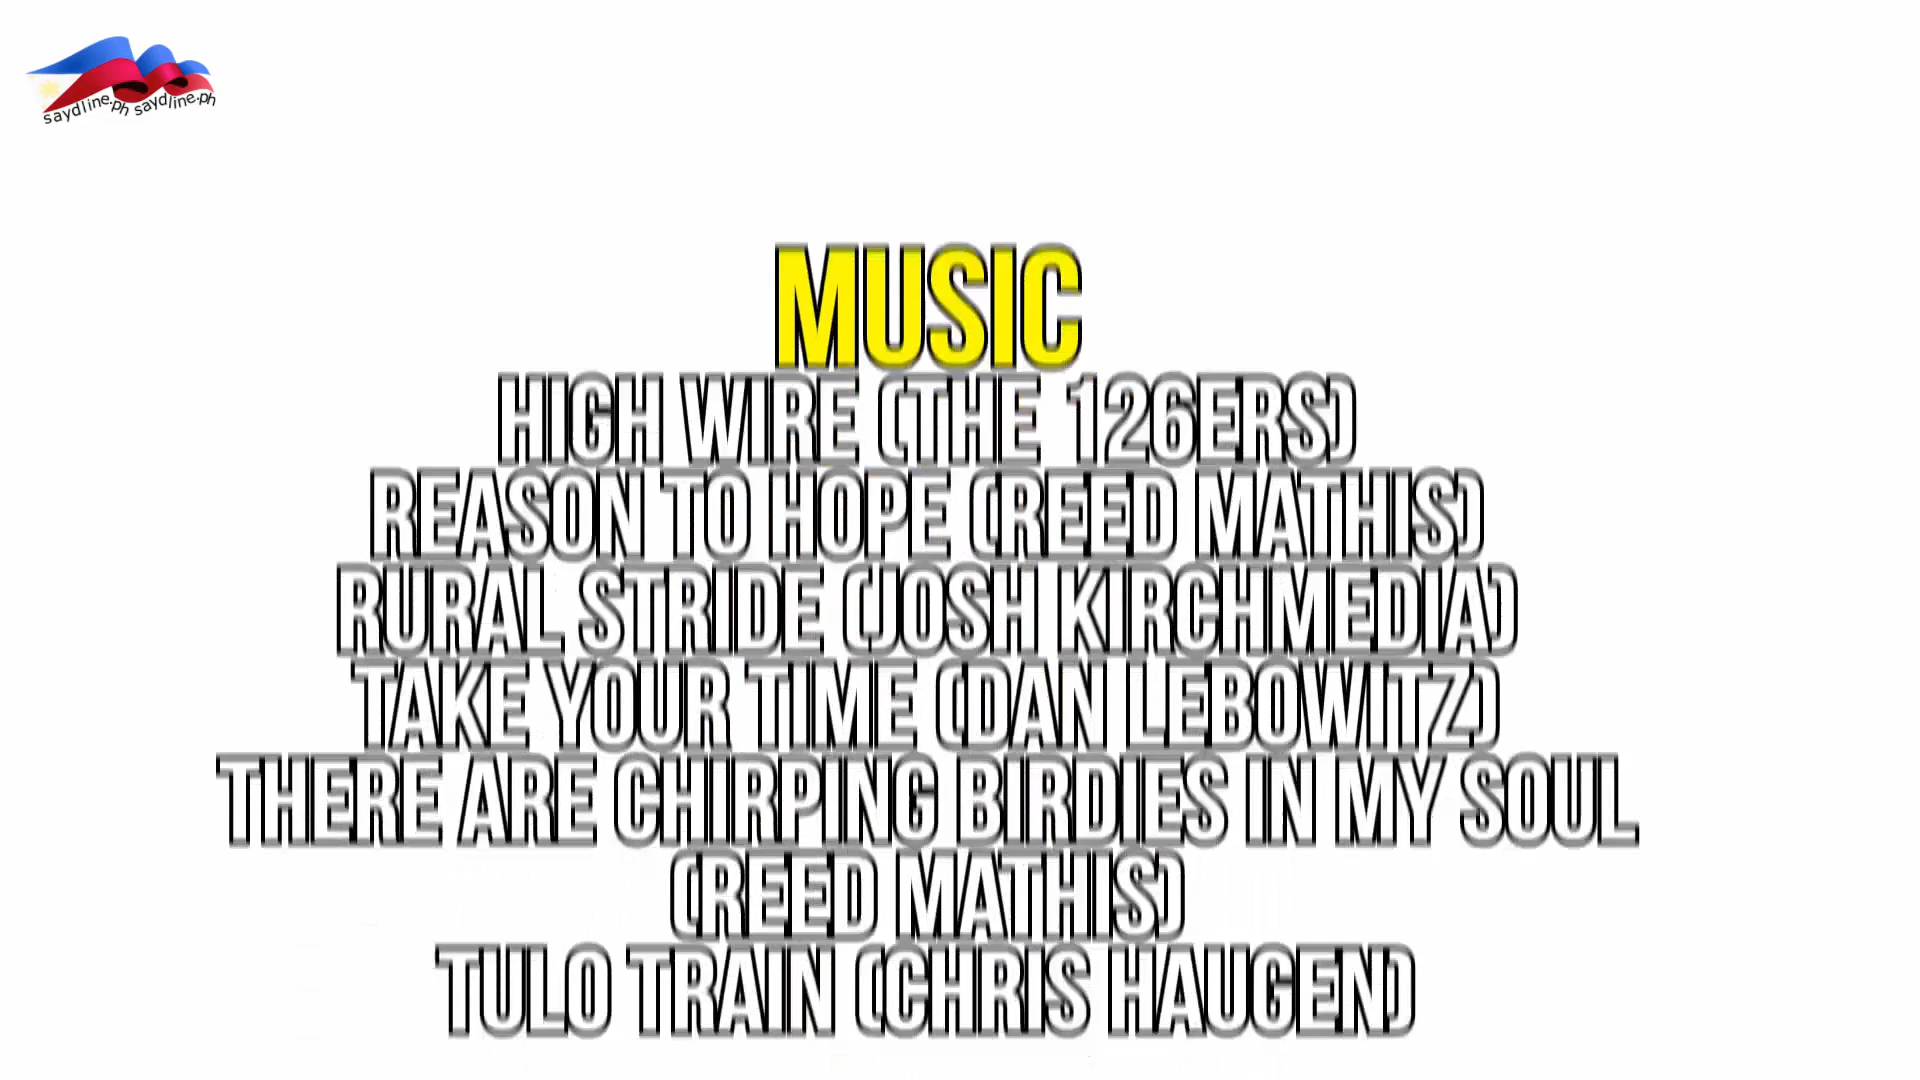 saydline.ph saydline.ph
MUSIC
HIGH WIRE (THE 126ERS)
REASON TO HOPE (REED MATHIS)
RURAL STRIDE (JOSH KIRCHMEDIA)
TAKE YOUR TIME (DAN LEBOWITZ)
THERE ARE CHIRPING BIRDIES IN MY SOUL
(REED MATHIS)
TULO TRAIN (CHRIS HAUGEN)